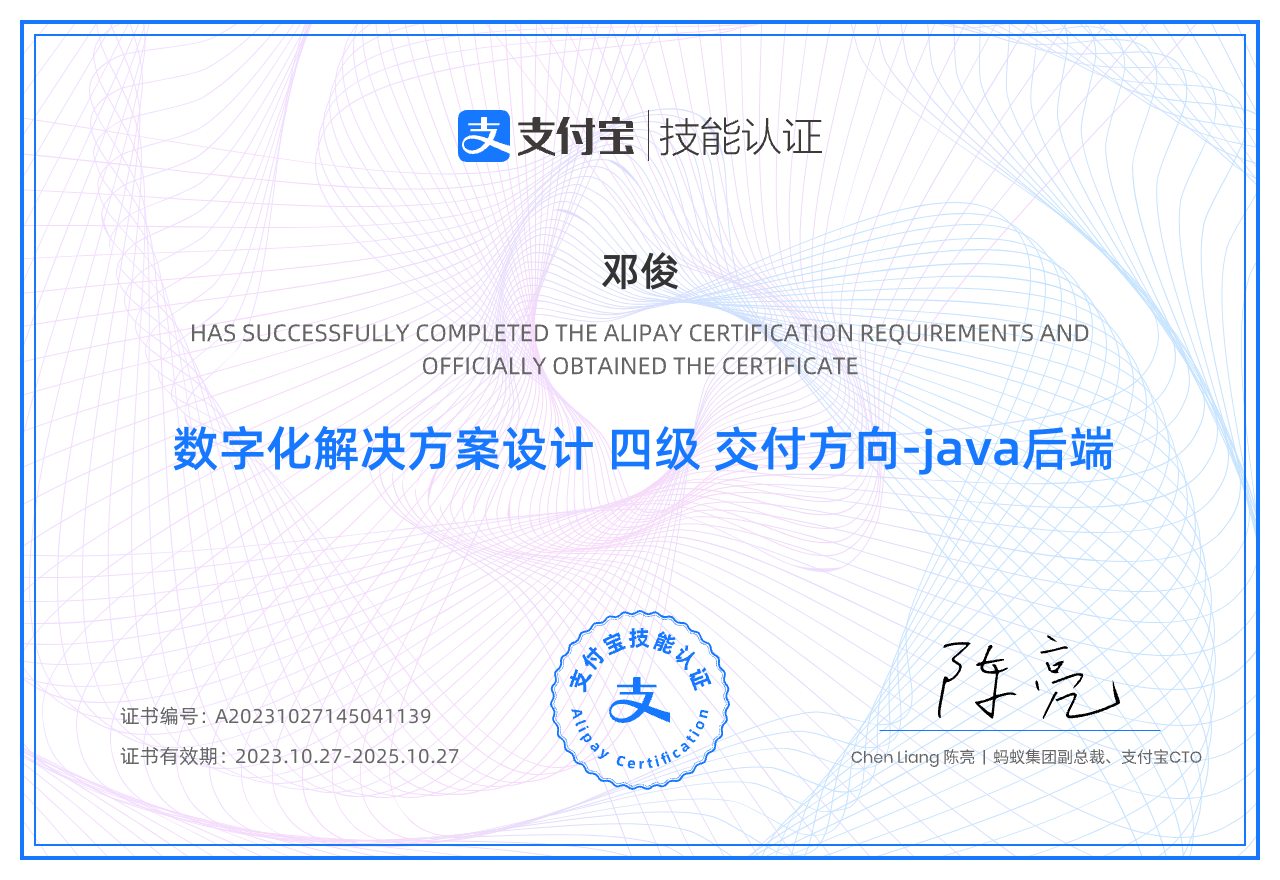 支付宝 技能认证
邓俊
HAS SUCCESSFULLY COMPLETED THE ALIPAY CERTIFICATION REQUIREMENTS AND
OFFICIALLY OBTAINED THE CERTIFICATE
数字化解决方案设计 四级 交付方向-java后端
支付宝技能认证
支
Alipay Certification
陈亮
证书编号：A20231027145041139
证书有效期：2023.10.27-2025.10.27
Chen Liang 陈亮丨蚂蚁集团副总裁、支付宝CTO